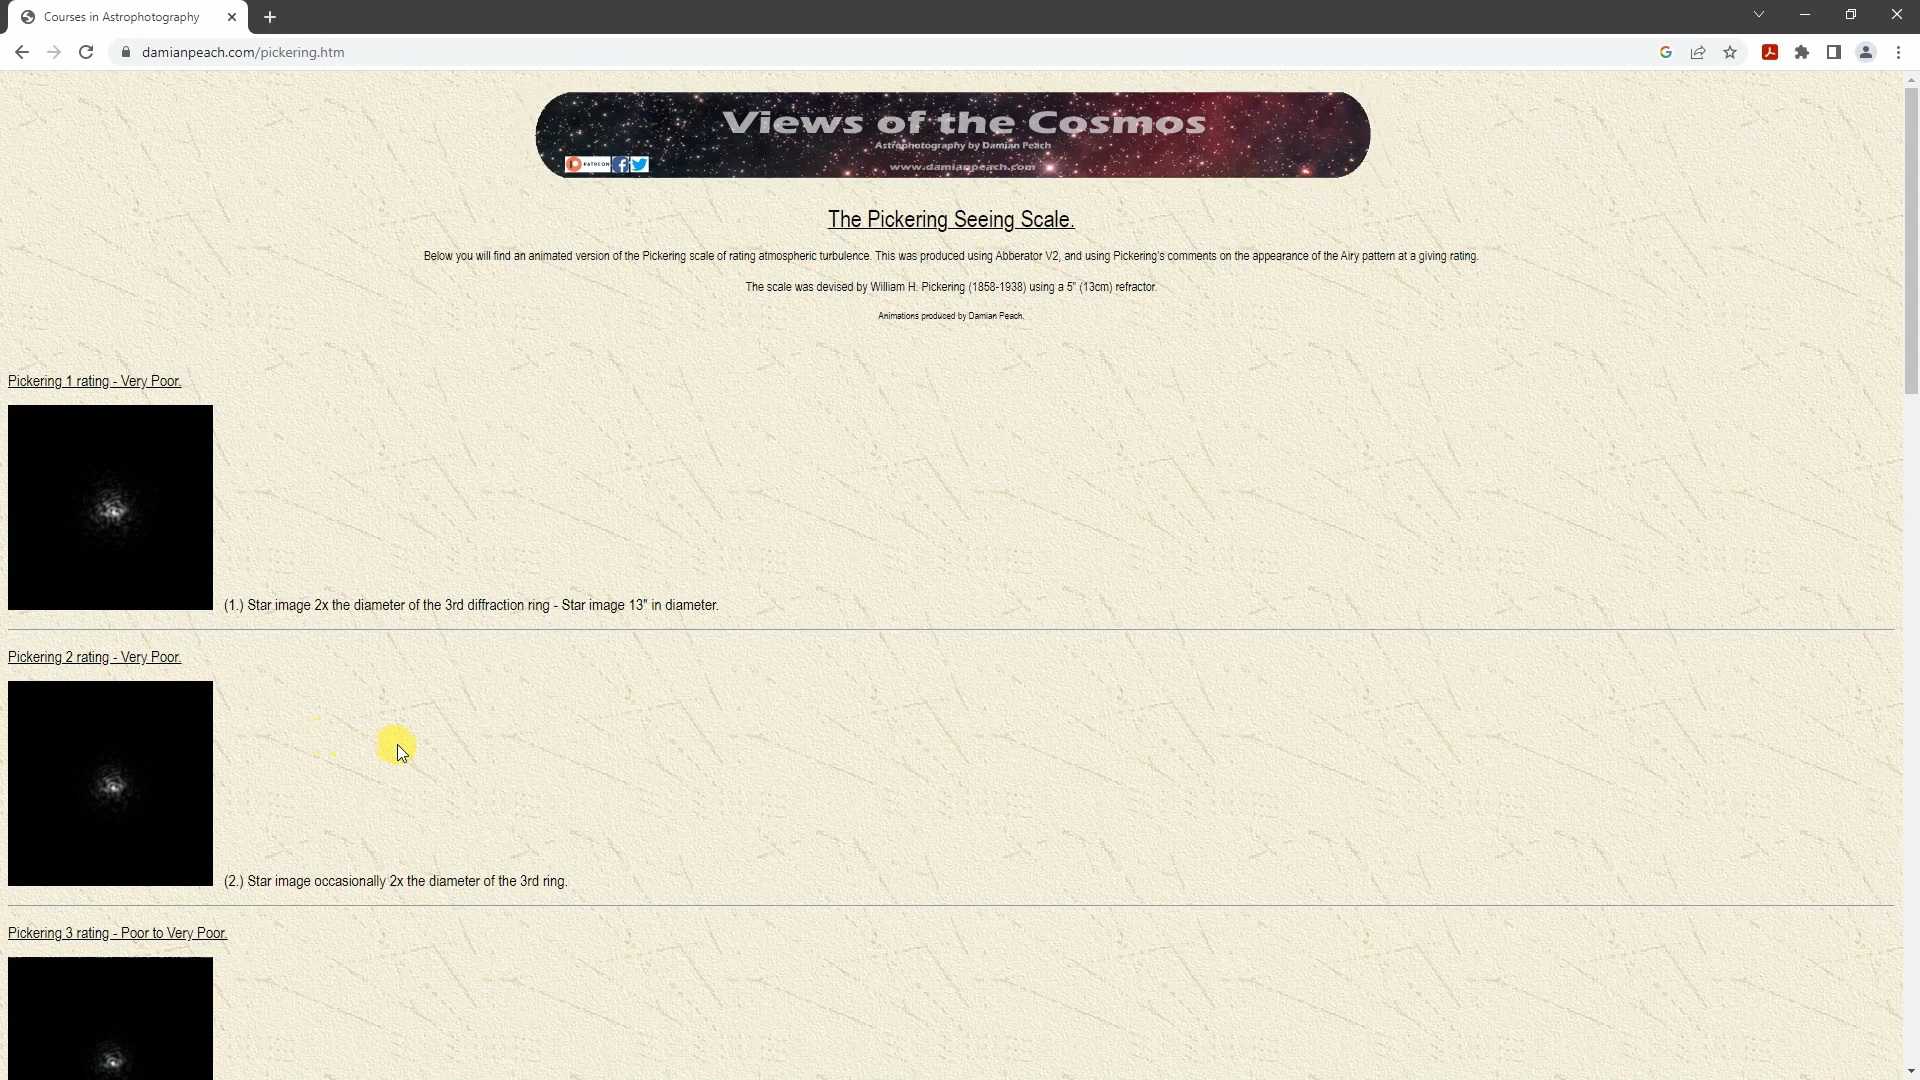 Courses in Astrophotography
damianpeach.com/pickering.htm
Views of the Cosmos
Astrophotography by Damian Peach
PATREON
www.damianpeach.com
The Pickering Seeing Scale.
Below you will find an animated version of the Pickering scale of rating atmospheric turbulence. This was produced using Abberator V2, and using Pickering's comments on the appearance of the Airy pattern at a giving rating.
The scale was devised by William H. Pickering (1858-1938) using a 5" (13cm) refractor.
Animations produced by Damian Peach.
Pickering 1 rating - Very Poor.
(1.) Star image 2x the diameter of the 3rd diffraction ring - Star image 13" in diameter.
Pickering 2 rating - Very Poor.
(2.) Star image occasionally 2x the diameter of the 3rd ring.
Pickering 3 rating - Poor to Very Poor.